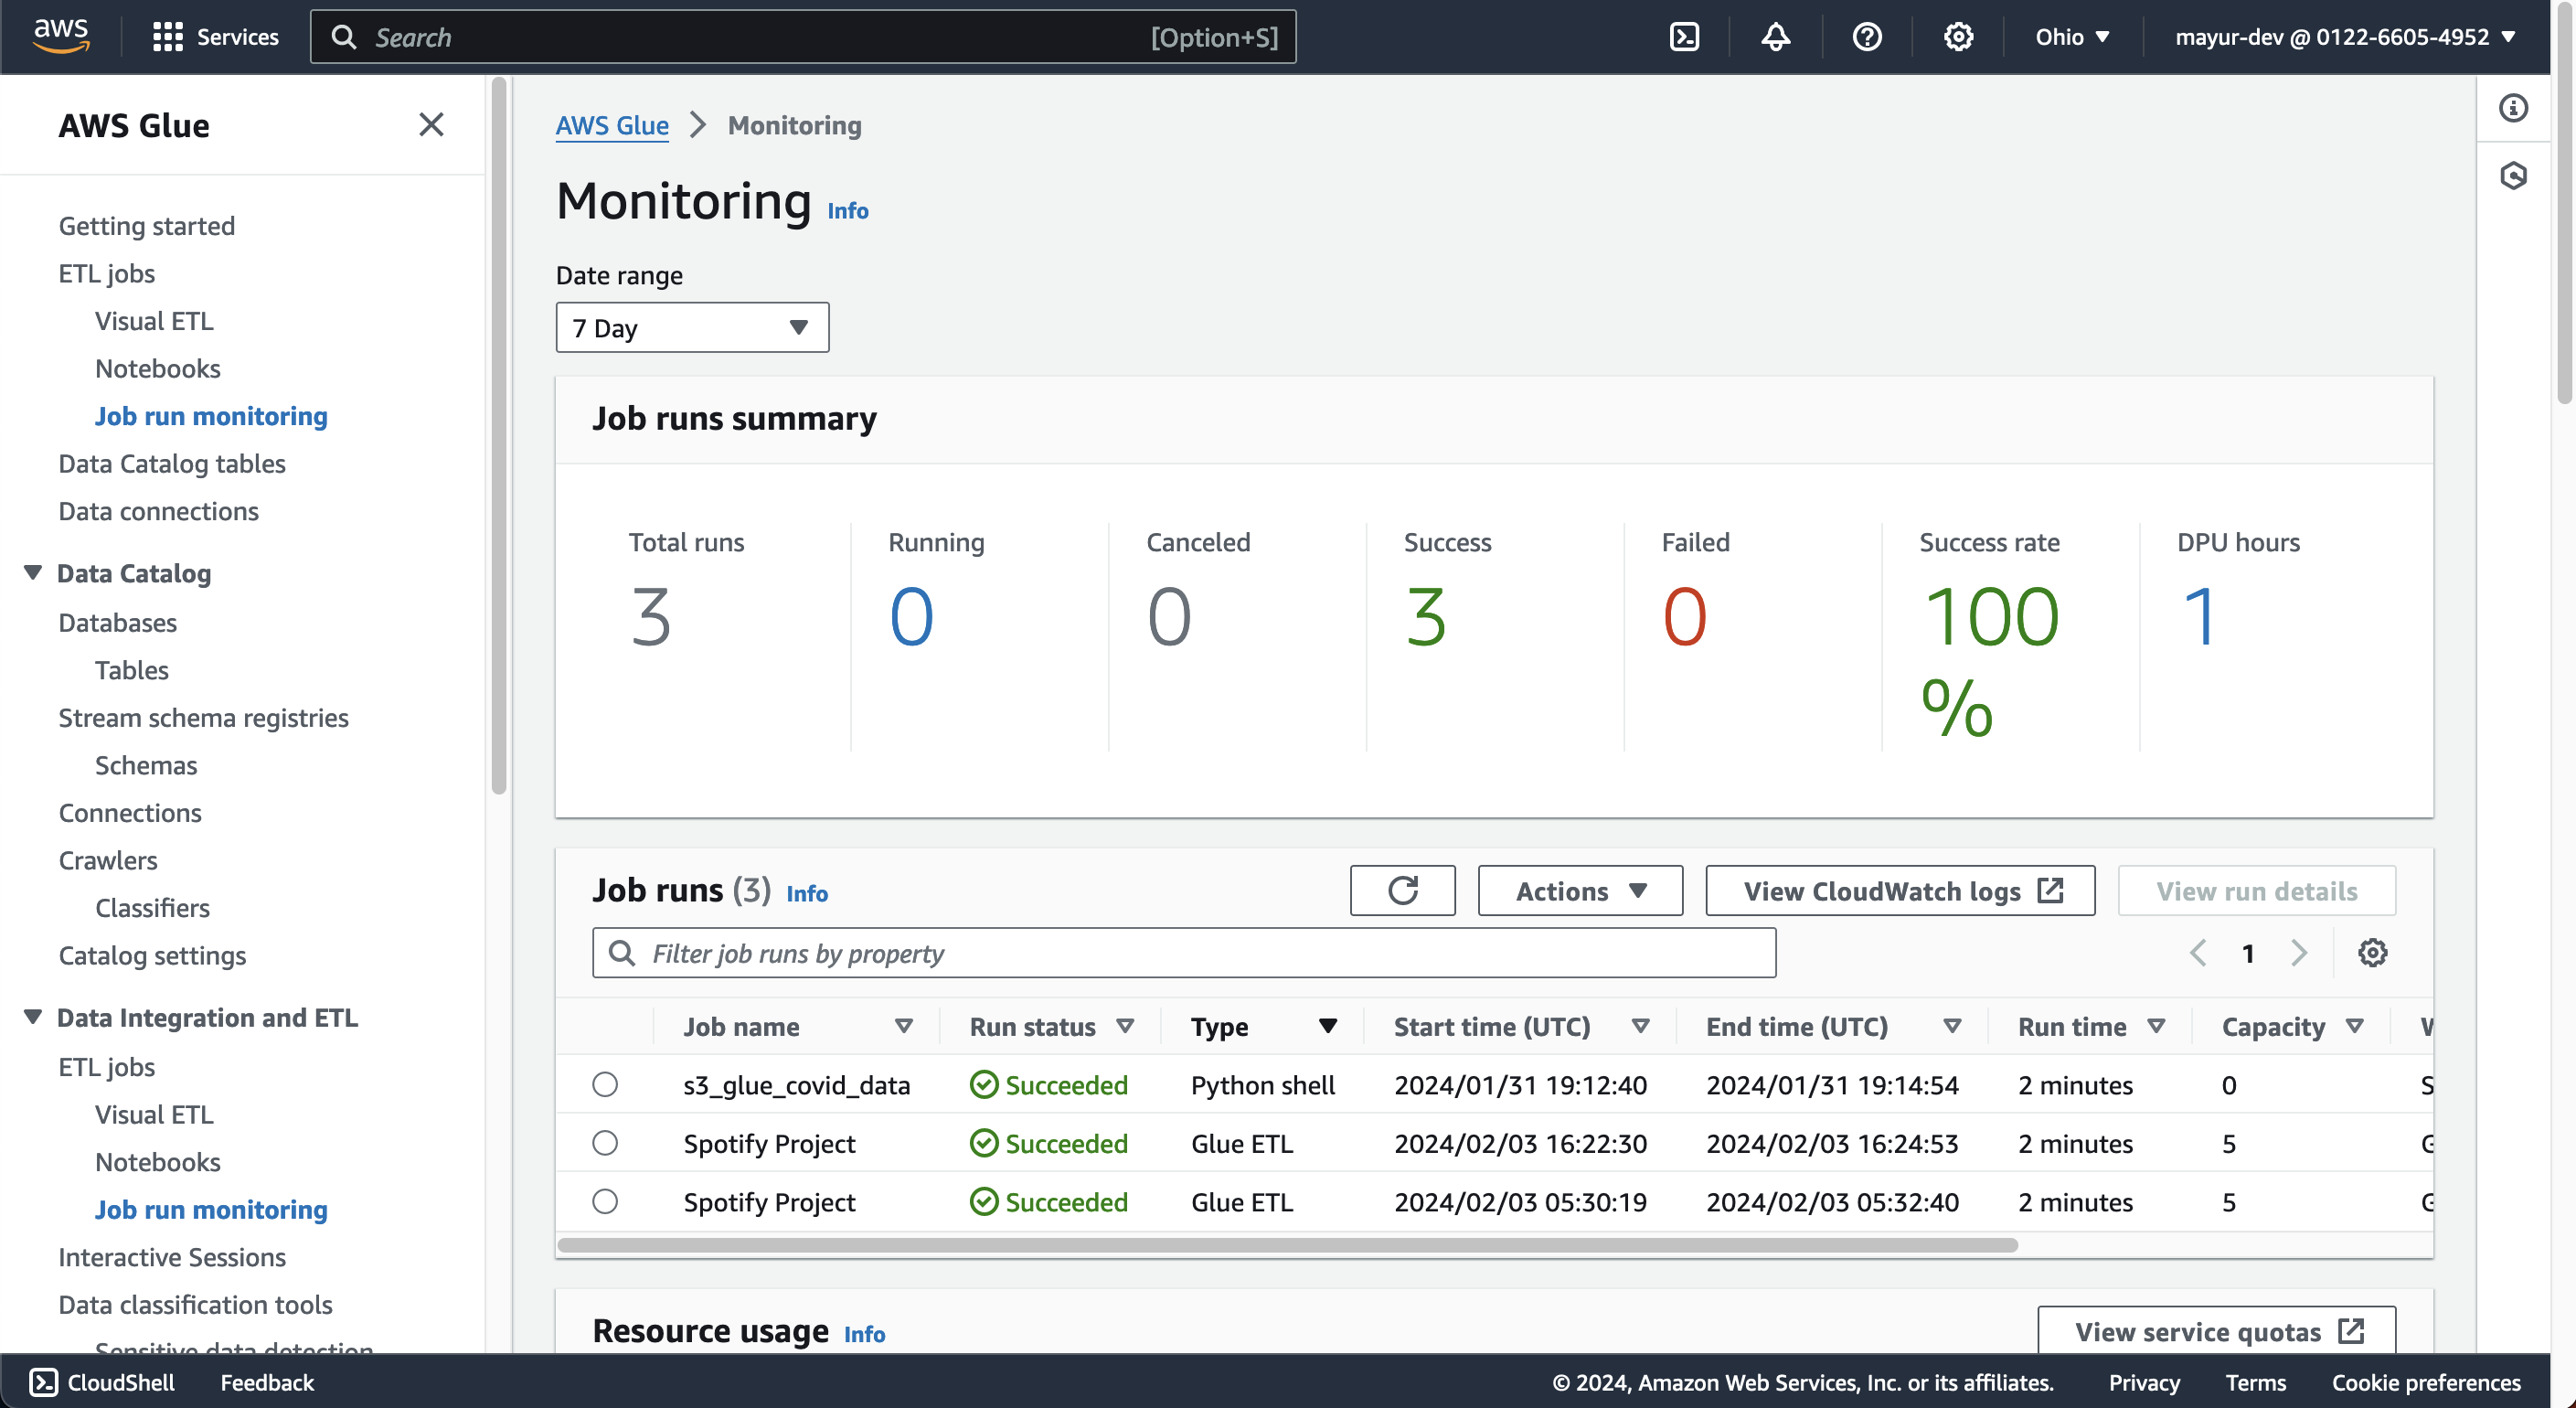 aws
Services
Search
[Option+S]
Ohio
mayur-dev @ 0122-6605-4952
AWS Glue
Getting started
ETL jobs
Visual ETL
Notebooks
Job run monitoring
Data Catalog tables
Data connections
Data Catalog
Databases
Tables
Stream schema registries
Schemas
Connections
Crawlers
Classifiers
Catalog settings
Data Integration and ETL
ETL jobs
Visual ETL
Notebooks
Job run monitoring
Interactive Sessions
Data classification tools
Sensitive data detection
AWS Glue > Monitoring
Monitoring Info
Date range
7 Day
Job runs summary
Total runs
3
Running
0
Canceled
0
Success
3
Failed
0
Success rate
100
%
DPU hours
1
Job runs (3) Info
Actions
View CloudWatch logs
View run details
Filter job runs by property
1
Job name Run status Type Start time (UTC) End time (UTC) Run time Capacity
s3_glue_covid_data Succeeded Python shell 2024/01/31 19:12:40 2024/01/31 19:14:54 2 minutes 0
Spotify Project Succeeded Glue ETL 2024/02/03 16:22:30 2024/02/03 16:24:53 2 minutes 5
Spotify Project Succeeded Glue ETL 2024/02/03 05:30:19 2024/02/03 05:32:40 2 minutes 5
Resource usage Info
View service quotas
CloudShell
Feedback
© 2024, Amazon Web Services, Inc. or its affiliates.
Privacy
Terms
Cookie preferences